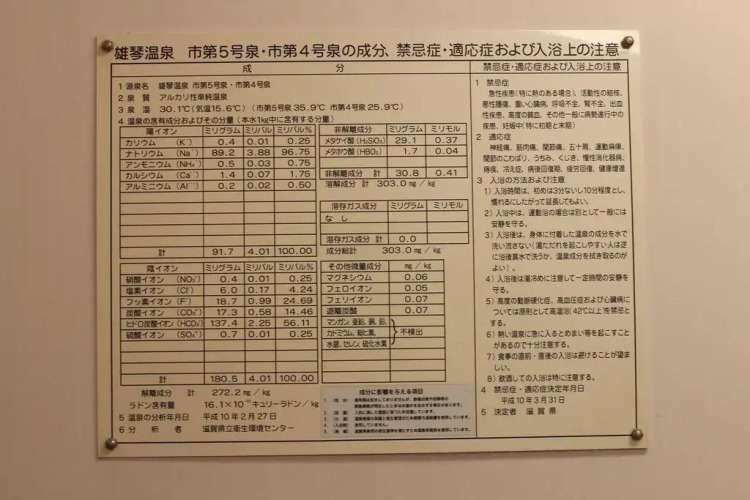 雄琴温泉 市第5号泉・市第4号泉の成分、禁忌症・適応症および入浴上の注意
成 分
1 源泉名 雄琴温泉 市第5号泉・市第4号泉
2 泉 質 アルカリ性単純温泉
3 泉 温 30.1℃(気温15.6℃) (市第5号泉35.9℃ 市第4号泉25.9℃)
4 温泉の含有成分およびその分量(本水1kg中に含有する分量)
陽イオン ミリグラム ミリバル ミリバル%
カリウム (K⁺) 0.4 0.01 0.25
ナトリウム (Na⁺) 89.2 3.88 96.75
アンモニウム(NH₄⁺) 0.5 0.03 0.75
カルシウム (Ca⁺⁺) 1.4 0.07 1.75
アルミニウム(Al⁺⁺⁺) 0.2 0.02 0.50
計 91.7 4.01 100.00
陰イオン ミリグラム ミリバル ミリバル%
硝酸イオン (NO₃⁻) 0.4 0.01 0.25
塩素イオン (Cl⁻) 6.0 0.17 4.24
フッ素イオン(F⁻) 18.7 0.99 24.69
炭酸イオン (CO₃⁻⁻) 17.3 0.58 14.46
ヒドロ炭酸イオン(HCO₃⁻) 137.4 2.25 56.11
硫酸イオン (SO₄⁻⁻) 0.7 0.01 0.25
計 180.5 4.01 100.00
解離成分 計 272.2mg/kg
ラドン含有量 16.1×10 キュリーラドン/kg
5 温泉の分析年月日 平成10年2月27日
6 分 析 者 滋賀県立衛生環境センター
非解離成分 ミリグラム ミリモル
メタケイ酸(H₂SiO₃) 29.1 0.37
メタホウ酸(HBO₂) 1.7 0.04
非解離成分 計 30.8 0.41
溶解成分 計 303.0mg/kg
溶存ガス成分 ミリグラム ミリモル
な し
溶存ガス成分 計 0.0
成分総計 303.0mg/kg
その他微量成分 mg/kg
マグネシウム 0.06
フェロイオン 0.05
フェリイオン 0.07
遊離炭酸 0.07
マンガン、亜鉛、銅、鉛、
カドミウム、総ヒ素、
水銀、セレン、硫化水素
不検出
成分に影響を与える項目
禁忌症・適応症および入浴上の注意
1 禁忌症
急性疾患(特に熱のある場合)、活動性の結核、
悪性腫瘍、重い心臓病、呼吸不全、腎不全、出血
性疾患、高度の貧血、その他一般に病勢進行中の
疾患、妊娠中(特に初期と末期)
2 適応症
神経痛、筋肉痛、関節痛、五十肩、運動麻痺、
関節のこわばり、うちみ、くじき、慢性消化器病、
痔疾、冷え症、病後回復期、疲労回復、健康増進
3 入浴の方法および注意
1)入浴時間は、初めは3分ないし10分程度とし、
慣れるにしたがって延長してもよい。
2)入浴中は、運動浴の場合は別として一般には
安静を守る。
3)入浴後は、身体に付着した温泉の成分を水で
洗い流さない(湯ただれを起こしやすい人は逆
に浴後真水で洗うか、温泉成分を拭き取るのが
よい)。
4)入浴後は湯冷めに注意して一定時間の安静を
守る。
5)高度の動脈硬化症、高血圧症および心臓病に
ついては原則として高温浴(42℃以上)を禁忌と
する。
6)熱い温泉に急に入るとめまい等を起こすこと
があるので十分注意する。
7)食事の直前・直後の入浴は避けることが望ま
しい。
8)飲酒しての入浴は特に注意する。
4 禁忌症・適応症決定年月日
平成10年3月31日
5 決定者 滋賀県